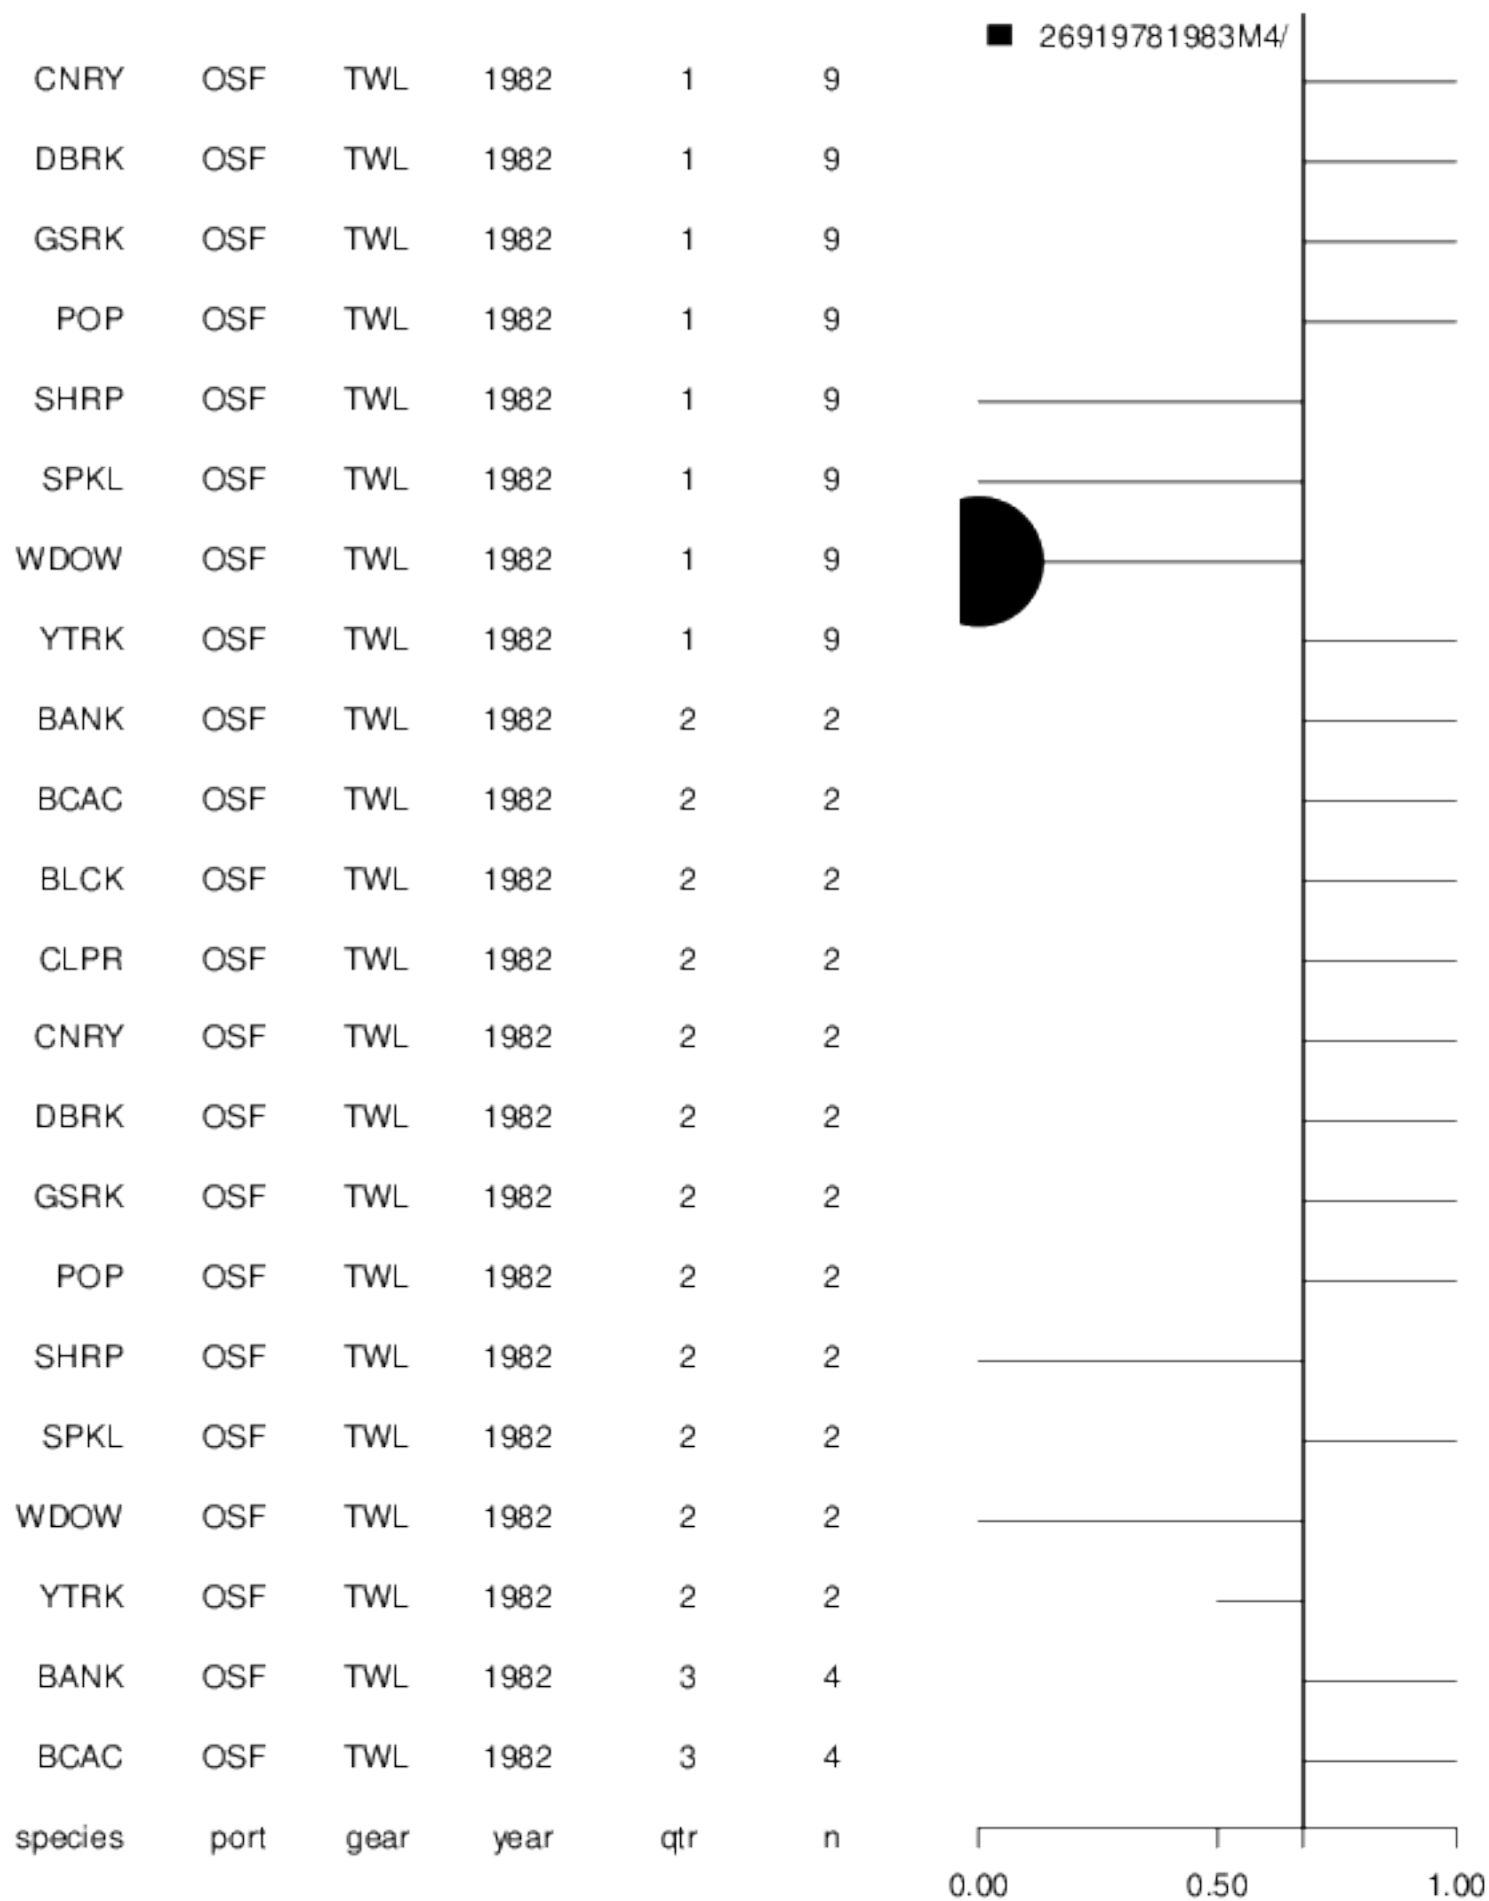 26919781983M4/
CNRY OSF TWL 1982 1 9
DBRK OSF TWL 1982 1 9
GSRK OSF TWL 1982 1 9
POP OSF TWL 1982 1 9
SHRP OSF TWL 1982 1 9
SPKL OSF TWL 1982 1 9
WDOW OSF TWL 1982 1 9
YTRK OSF TWL 1982 1 9
BANK OSF TWL 1982 2 2
BCAC OSF TWL 1982 2 2
BLCK OSF TWL 1982 2 2
CLPR OSF TWL 1982 2 2
CNRY OSF TWL 1982 2 2
DBRK OSF TWL 1982 2 2
GSRK OSF TWL 1982 2 2
POP OSF TWL 1982 2 2
SHRP OSF TWL 1982 2 2
SPKL OSF TWL 1982 2 2
WDOW OSF TWL 1982 2 2
YTRK OSF TWL 1982 2 2
BANK OSF TWL 1982 3 4
BCAC OSF TWL 1982 3 4
species port gear year qtr n
0.00 0.50 1.00